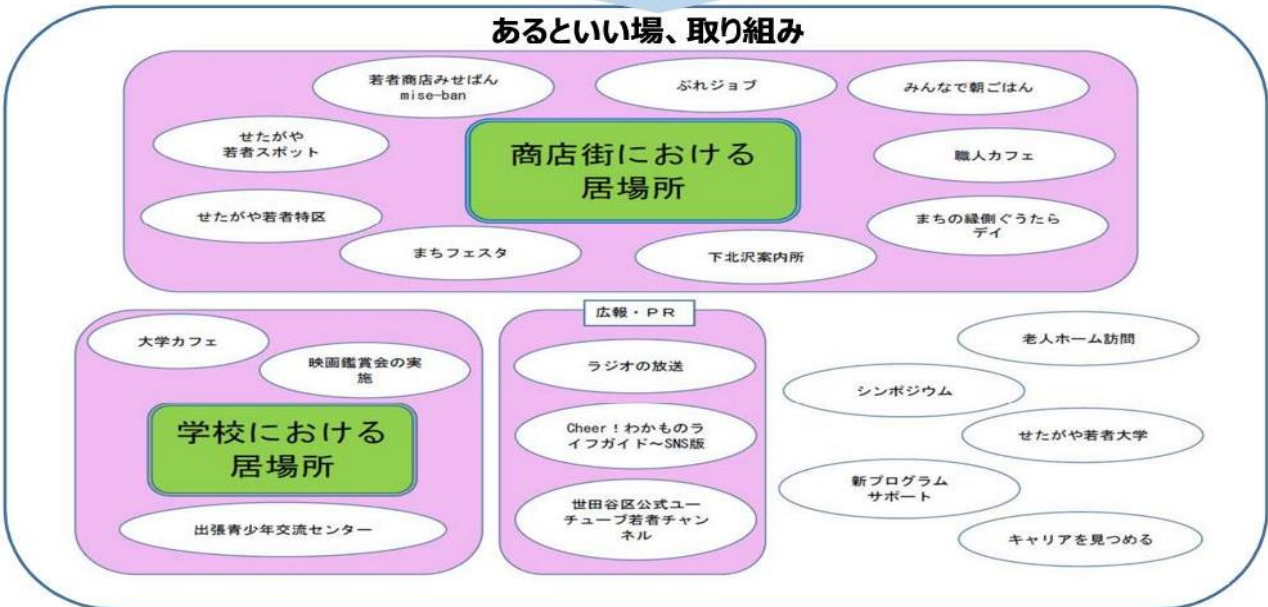 あるといい場、取り組み
若者商店みせばん
mise-ban
ぷれジョブ
みんなで朝ごはん
せたがや
若者スポット
商店街における
居場所
職人カフェ
せたがや若者特区
まちの縁側ぐうたら
デイ
まちフェスタ
下北沢案内所
大学カフェ
映画鑑賞会の実
施
学校における
居場所
出張青少年交流センター
広報・PR
ラジオの放送
Cheer！わかものラ
イフガイド～SNS版
世田谷区公式ユー
チューブ若者チャン
ネル
老人ホーム訪問
シンポジウム
せたがや若者大学
新プログラム
サポート
キャリアを見つめる